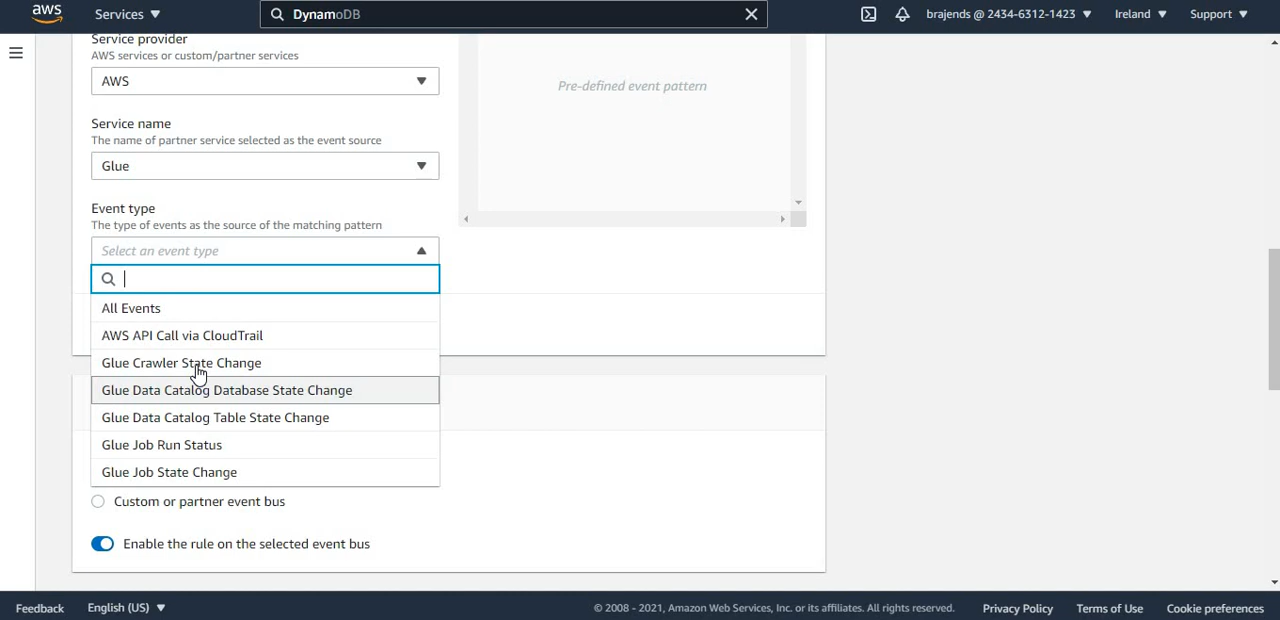 aws
Services
DynamoDB
brajends @ 2434-6312-1423
Ireland
Support
Service provider
AWS services or custom/partner services
AWS
Pre-defined event pattern
Service name
The name of partner service selected as the event source
Glue
Event type
The type of events as the source of the matching pattern
Select an event type
All Events
AWS API Call via CloudTrail
Glue Crawler State Change
Glue Data Catalog Database State Change
Glue Data Catalog Table State Change
Glue Job Run Status
Glue Job State Change
Custom or partner event bus
Enable the rule on the selected event bus
Feedback
English (US)
© 2008 - 2021, Amazon Web Services, Inc. or its affiliates. All rights reserved.
Privacy Policy
Terms of Use
Cookie preferences